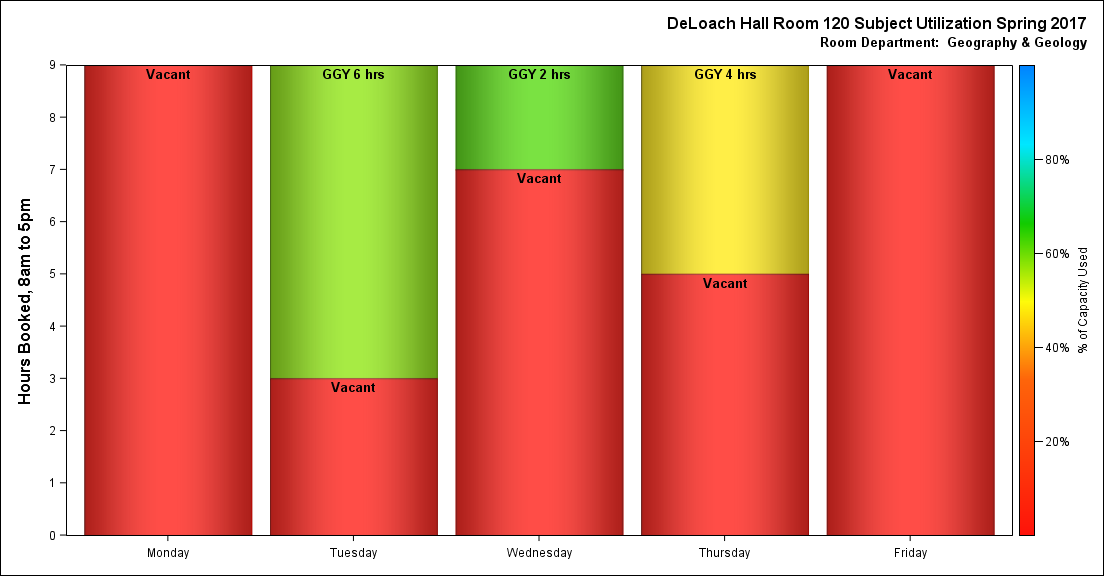 DeLoach Hall Room 120 Subject Utilization Spring 2017
Room Department:  Geography & Geology
Hours Booked, 8am to 5pm
9
8
7
6
5
4
3
2
1
0
Vacant
GGY 6 hrs
Vacant
GGY 2 hrs
Vacant
GGY 4 hrs
Vacant
Vacant
Monday
Tuesday
Wednesday
Thursday
Friday
80%
60%
40%
20%
% of Capacity Used